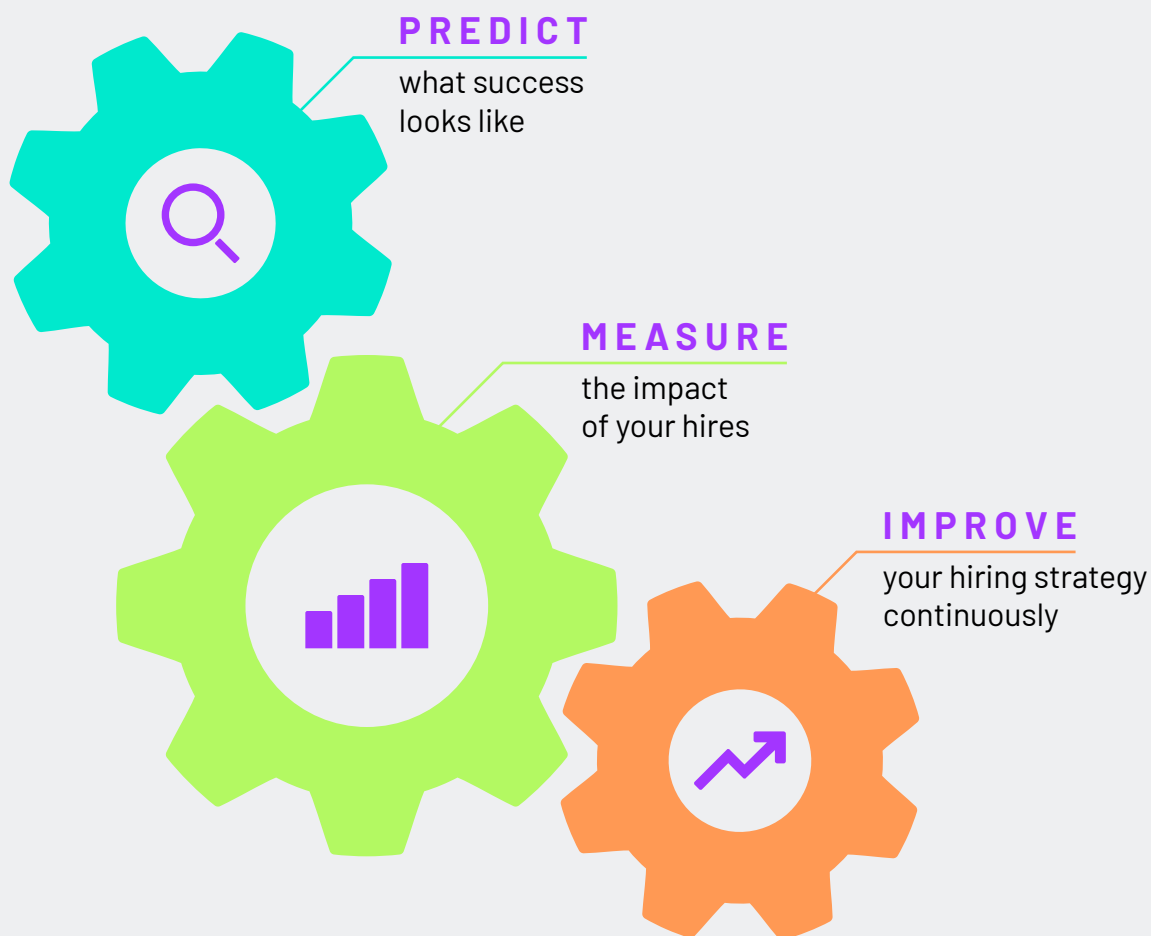 PREDICT
what success
looks like
MEASURE
the impact
of your hires
IMPROVE
your hiring strategy
continuously